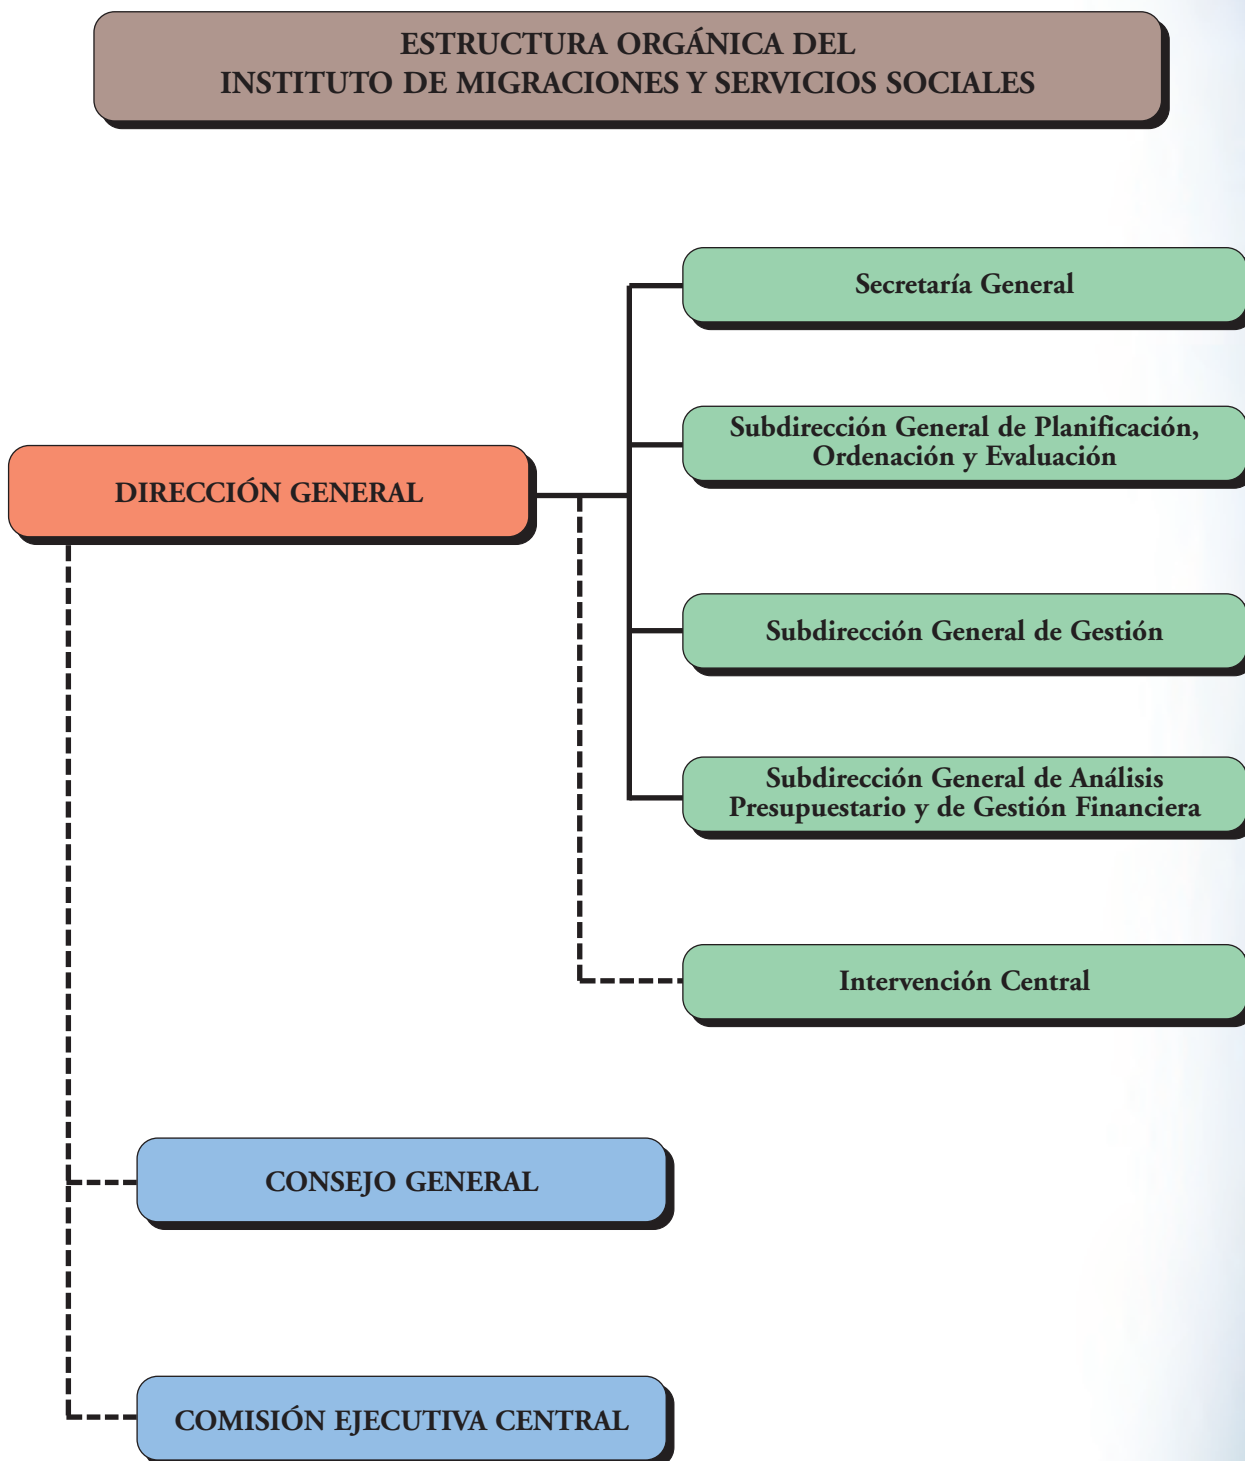 ESTRUCTURA ORGÁNICA DEL
INSTITUTO DE MIGRACIONES Y SERVICIOS SOCIALES
Secretaría General
Subdirección General de Planificación,
Ordenación y Evaluación
DIRECCIÓN GENERAL
Subdirección General de Gestión
Subdirección General de Análisis
Presupuestario y de Gestión Financiera
Intervención Central
CONSEJO GENERAL
COMISIÓN EJECUTIVA CENTRAL